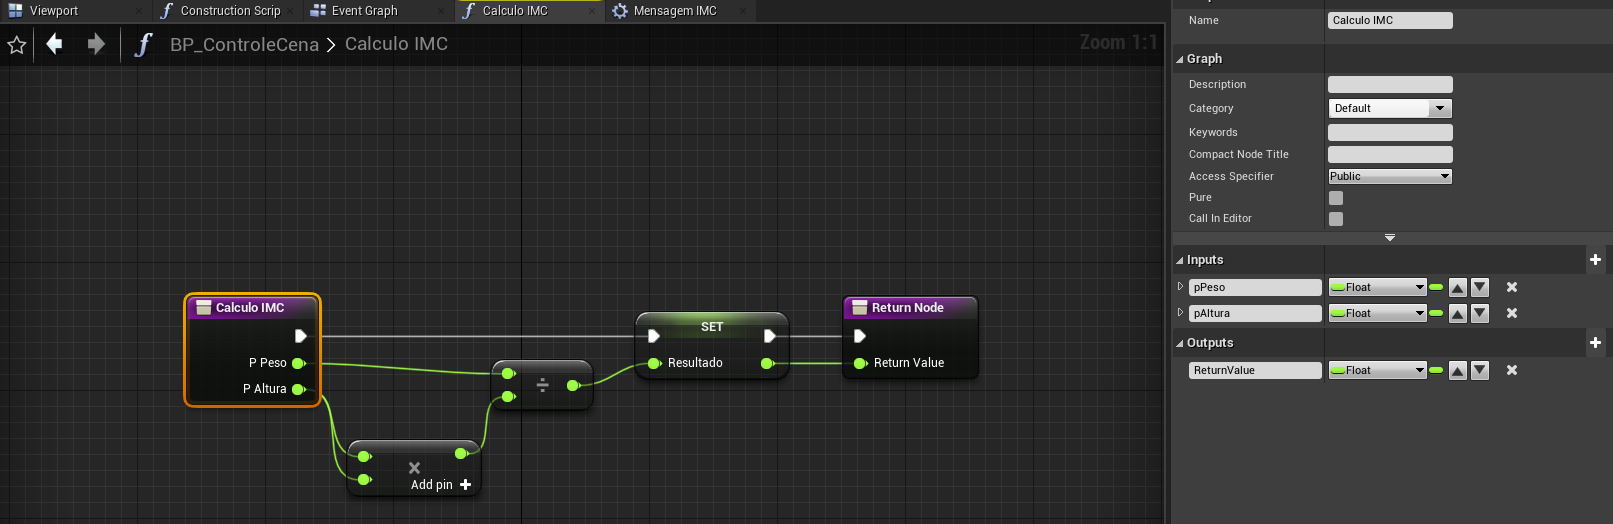 Viewport
Construction Scrip
Event Graph
Calculo IMC
Mensagem IMC
BP_ControleCena > Calculo IMC
Zoom 1:1
Calculo IMC
P Peso
P Altura
÷
×
Add pin +
SET
Resultado
Return Node
Return Value
Name
Calculo IMC
Graph
Description
Category
Default
Keywords
Compact Node Title
Access Specifier
Public
Pure
Call In Editor
Inputs
pPeso
Float
pAltura
Float
Outputs
ReturnValue
Float